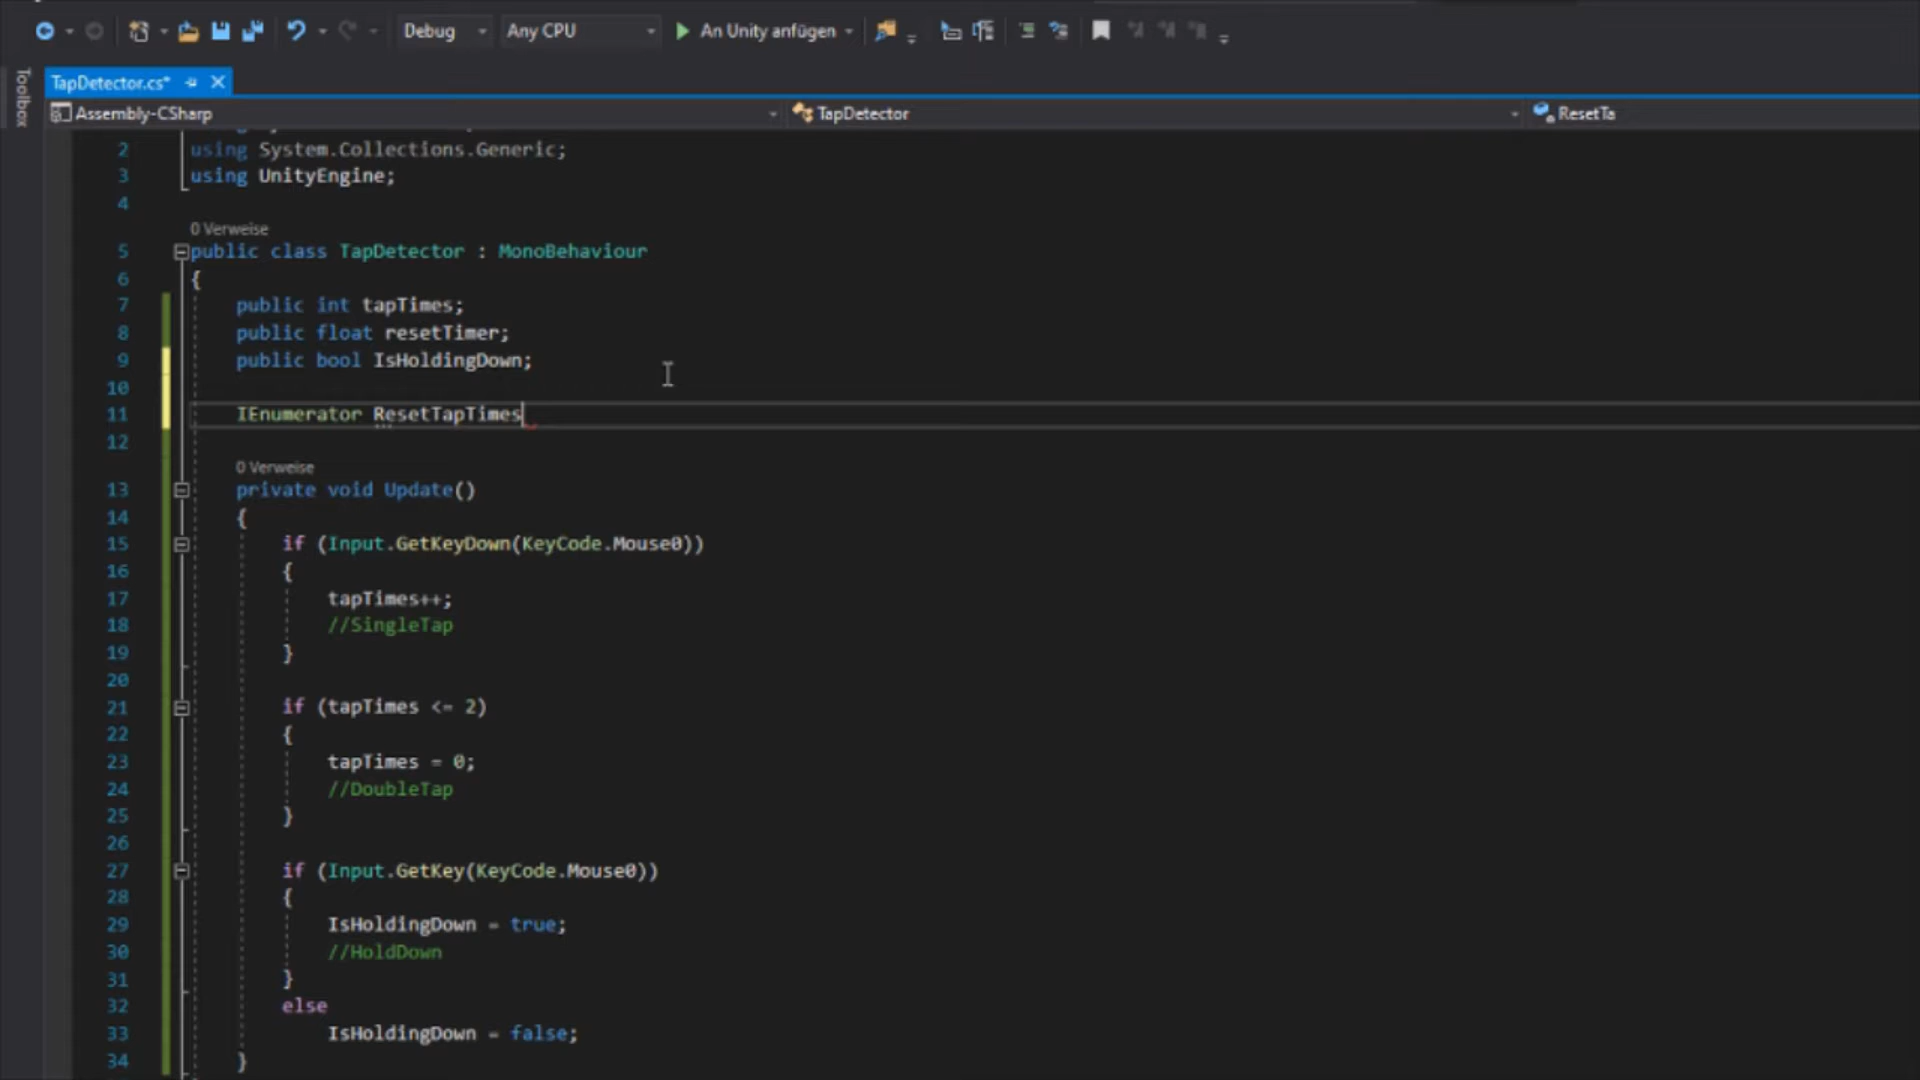 Debug Any CPU An Unity anfügen
Toolbox
TapDetector.cs*
Assembly-CSharp TapDetector ResetTa
2 using System.Collections.Generic;
3 using UnityEngine;
4
0 Verweise
5 public class TapDetector : MonoBehaviour
6 {
7 public int tapTimes;
8 public float resetTimer;
9 public bool IsHoldingDown;
10
11 IEnumerator ResetTapTimes
12
0 Verweise
13 private void Update()
14 {
15 if (Input.GetKeyDown(KeyCode.Mouse0))
16 {
17 tapTimes++;
18 //SingleTap
19 }
20
21 if (tapTimes <= 2)
22 {
23 tapTimes = 0;
24 //DoubleTap
25 }
26
27 if (Input.GetKey(KeyCode.Mouse0))
28 {
29 IsHoldingDown = true;
30 //HoldDown
31 }
32 else
33 IsHoldingDown = false;
34 }